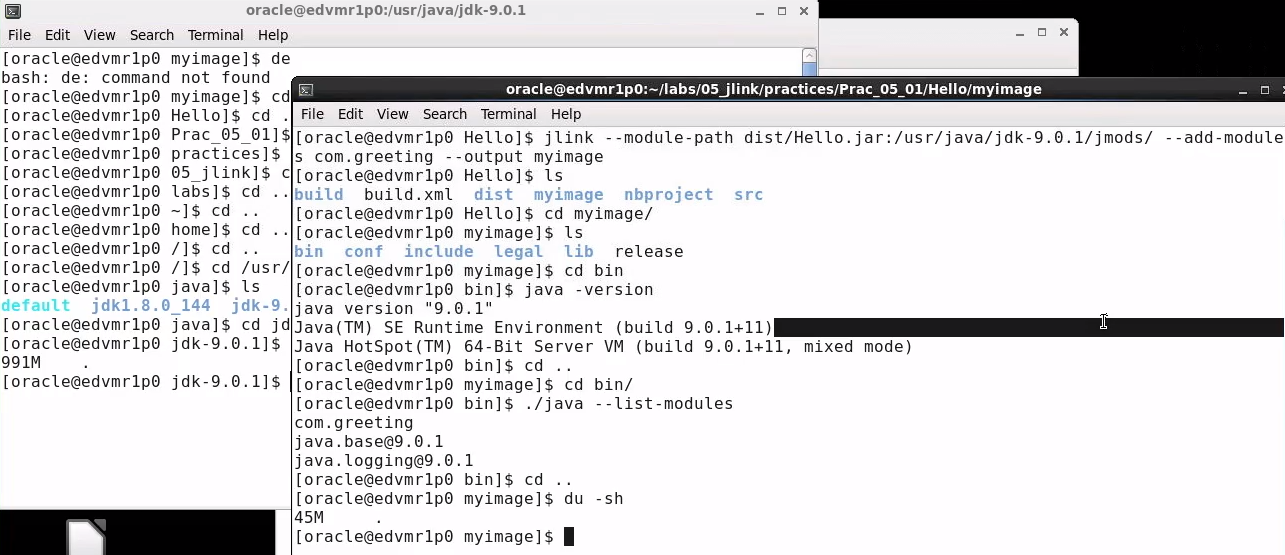 oracle@edvmr1p0:/usr/java/jdk-9.0.1
File Edit View Search Terminal Help
[oracle@edvmr1p0 myimage]$ de
bash: de: command not found
[oracle@edvmr1p0 myimage]$ cd
[oracle@edvmr1p0 Hello]$ cd .
[oracle@edvmr1p0 Prac_05_01]$
[oracle@edvmr1p0 practices]$
[oracle@edvmr1p0 05_jlink]$ c
[oracle@edvmr1p0 labs]$ cd ..
[oracle@edvmr1p0 ~]$ cd ..
[oracle@edvmr1p0 home]$ cd ..
[oracle@edvmr1p0 /]$ cd ..
[oracle@edvmr1p0 /]$ cd /usr/
[oracle@edvmr1p0 java]$ ls
default jdk1.8.0_144 jdk-9.
[oracle@edvmr1p0 java]$ cd jd
[oracle@edvmr1p0 jdk-9.0.1]$
991M .
[oracle@edvmr1p0 jdk-9.0.1]$
oracle@edvmr1p0:~/labs/05_jlink/practices/Prac_05_01/Hello/myimage
File Edit View Search Terminal Help
[oracle@edvmr1p0 Hello]$ jlink --module-path dist/Hello.jar:/usr/java/jdk-9.0.1/jmods/ --add-module
s com.greeting --output myimage
[oracle@edvmr1p0 Hello]$ ls
build build.xml dist myimage nbproject src
[oracle@edvmr1p0 Hello]$ cd myimage/
[oracle@edvmr1p0 myimage]$ ls
bin conf include legal lib release
[oracle@edvmr1p0 myimage]$ cd bin
[oracle@edvmr1p0 bin]$ java -version
java version "9.0.1"
Java(TM) SE Runtime Environment (build 9.0.1+11)
Java HotSpot(TM) 64-Bit Server VM (build 9.0.1+11, mixed mode)
[oracle@edvmr1p0 bin]$ cd ..
[oracle@edvmr1p0 myimage]$ cd bin/
[oracle@edvmr1p0 bin]$ ./java --list-modules
com.greeting
java.base@9.0.1
java.logging@9.0.1
[oracle@edvmr1p0 bin]$ cd ..
[oracle@edvmr1p0 myimage]$ du -sh
45M .
[oracle@edvmr1p0 myimage]$